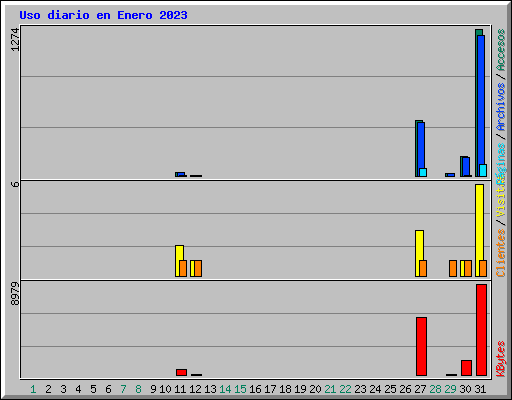 Uso diario en Enero 2023
1274
6
8979
Accesos / Archivos / Páginas
Visitas / Clientes
KBytes
1 2 3 4 5 6 7 8 9 10 11 12 13 14 15 16 17 18 19 20 21 22 23 24 25 26 27 28 29 30 31